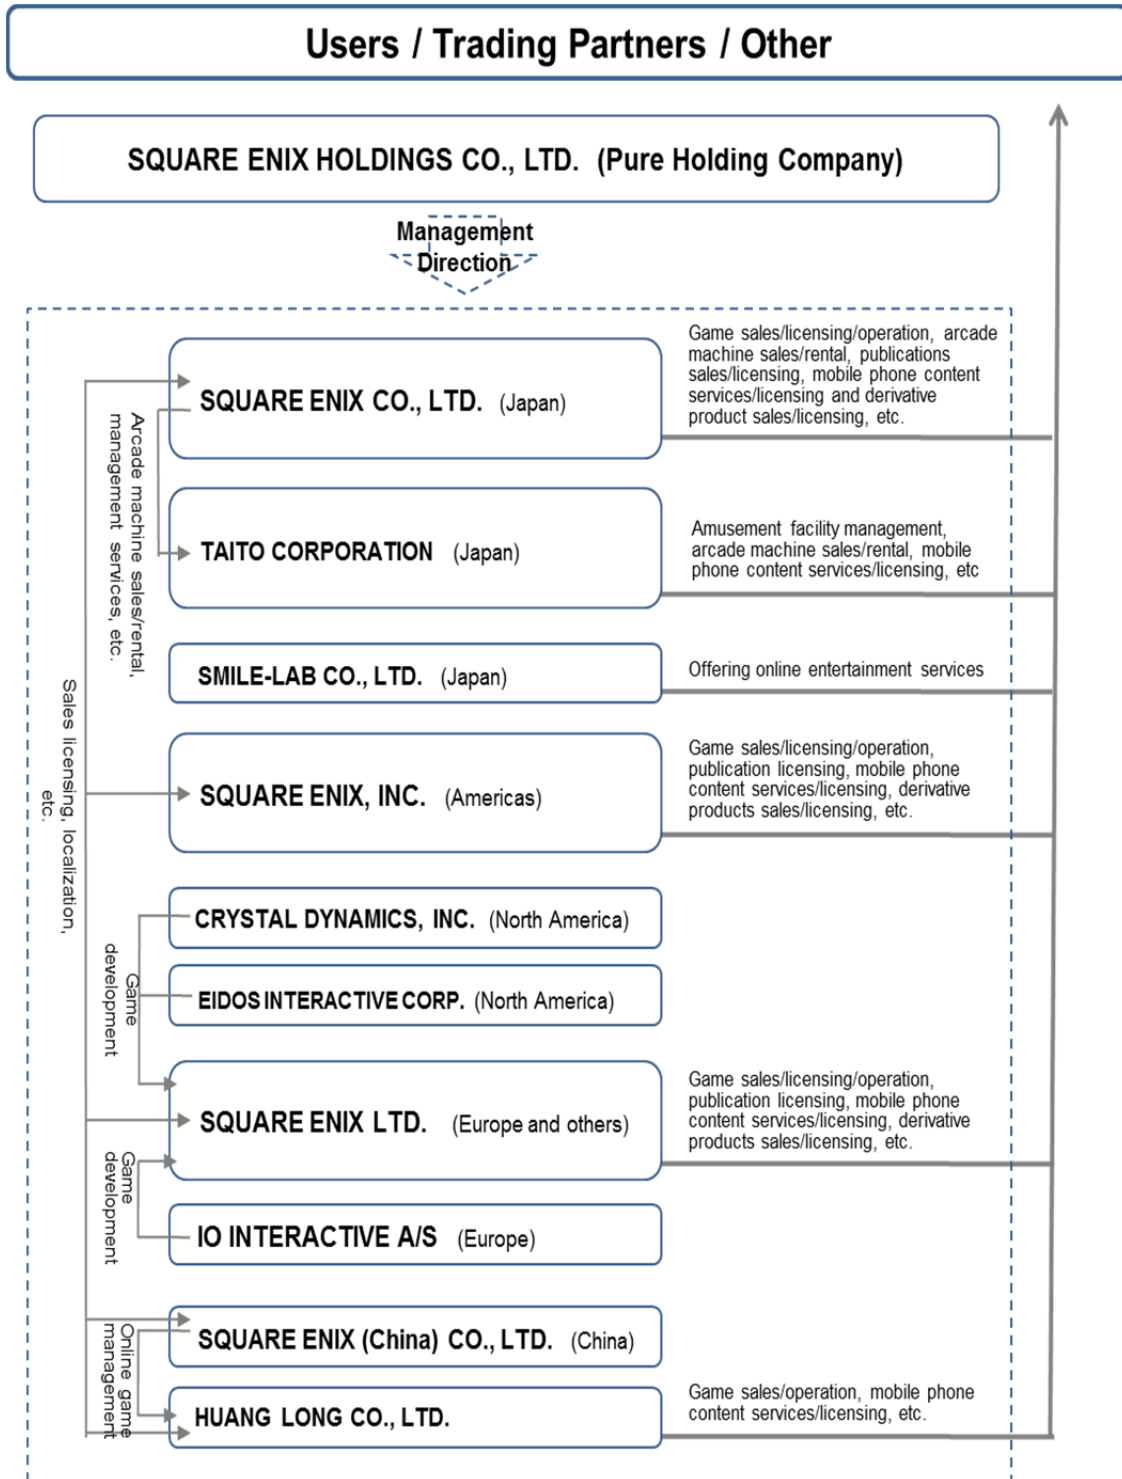 Users / Trading Partners / Other
SQUARE ENIX HOLDINGS CO., LTD. (Pure Holding Company)
Management
Direction
Game sales/licensing/operation, arcade
machine sales/rental, publications
sales/licensing, mobile phone content
services/licensing and derivative
product sales/licensing, etc.
SQUARE ENIX CO., LTD. (Japan)
Arcade machine sales/rental,
management services, etc.
TAITO CORPORATION (Japan)
Amusement facility management,
arcade machine sales/rental, mobile
phone content services/licensing, etc
SMILE-LAB CO., LTD. (Japan)
Offering online entertainment services
Sales licensing, localization,
etc.
SQUARE ENIX, INC. (Americas)
Game sales/licensing/operation,
publication licensing, mobile phone
content services/licensing, derivative
products sales/licensing, etc.
CRYSTAL DYNAMICS, INC. (North America)
Game
development
EIDOS INTERACTIVE CORP. (North America)
SQUARE ENIX LTD. (Europe and others)
Game sales/licensing/operation,
publication licensing, mobile phone
content services/licensing, derivative
products sales/licensing, etc.
Game
development
IO INTERACTIVE A/S (Europe)
SQUARE ENIX (China) CO., LTD. (China)
Online game
management
HUANG LONG CO., LTD.
Game sales/operation, mobile phone
content services/licensing, etc.